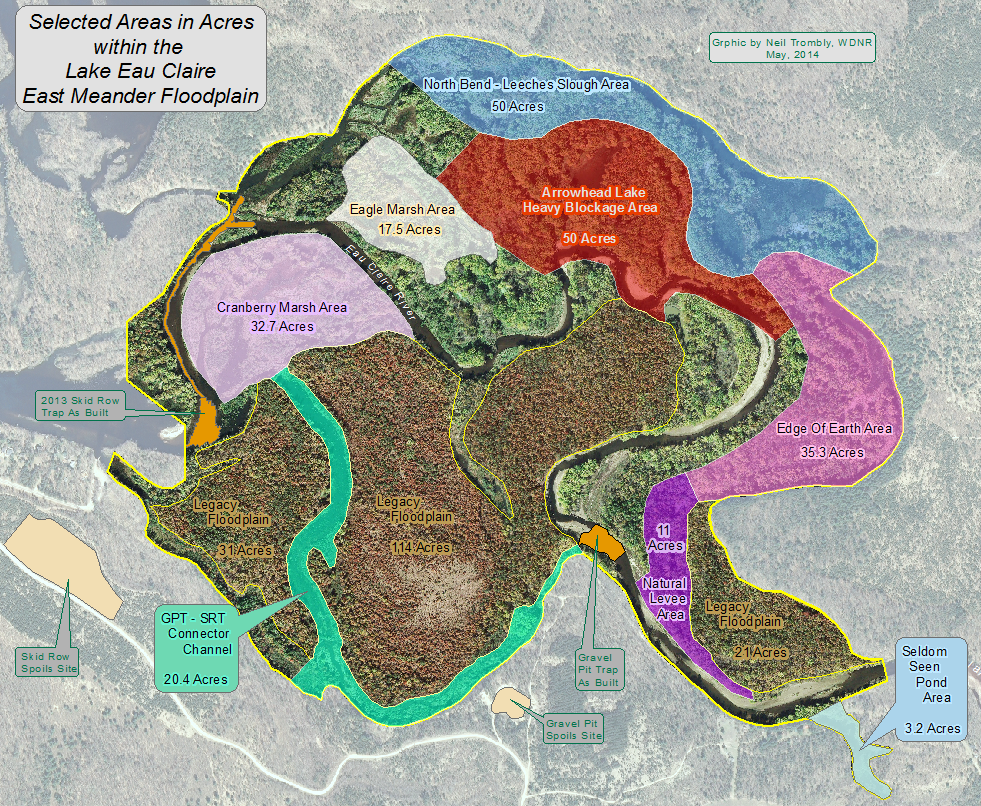 Selected Areas in Acres
within the
Lake Eau Claire
East Meander Floodplain
Grphic by Neil Trombly, WDNR
May, 2014
North Bend - Leeches Slough Area
50 Acres
Arrowhead Lake
Heavy Blockage Area
50 Acres
Eagle Marsh Area
17.5 Acres
Eau Claire River
Cranberry Marsh Area
32.7 Acres
2013 Skid Row
Trap As Built
Edge Of Earth Area
35.3 Acres
Legacy
Floodplain
31 Acres
Legacy
Floodplain
114 Acres
11
Acres
Natural
Levee
Area
Legacy
Floodplain
21 Acres
GPT - SRT
Connector
Channel
20.4 Acres
Skid Row
Spoils Site
Gravel
Pit Trap
As Built
Gravel Pit
Spoils Site
Seldom
Seen
Pond
Area
3.2 Acres